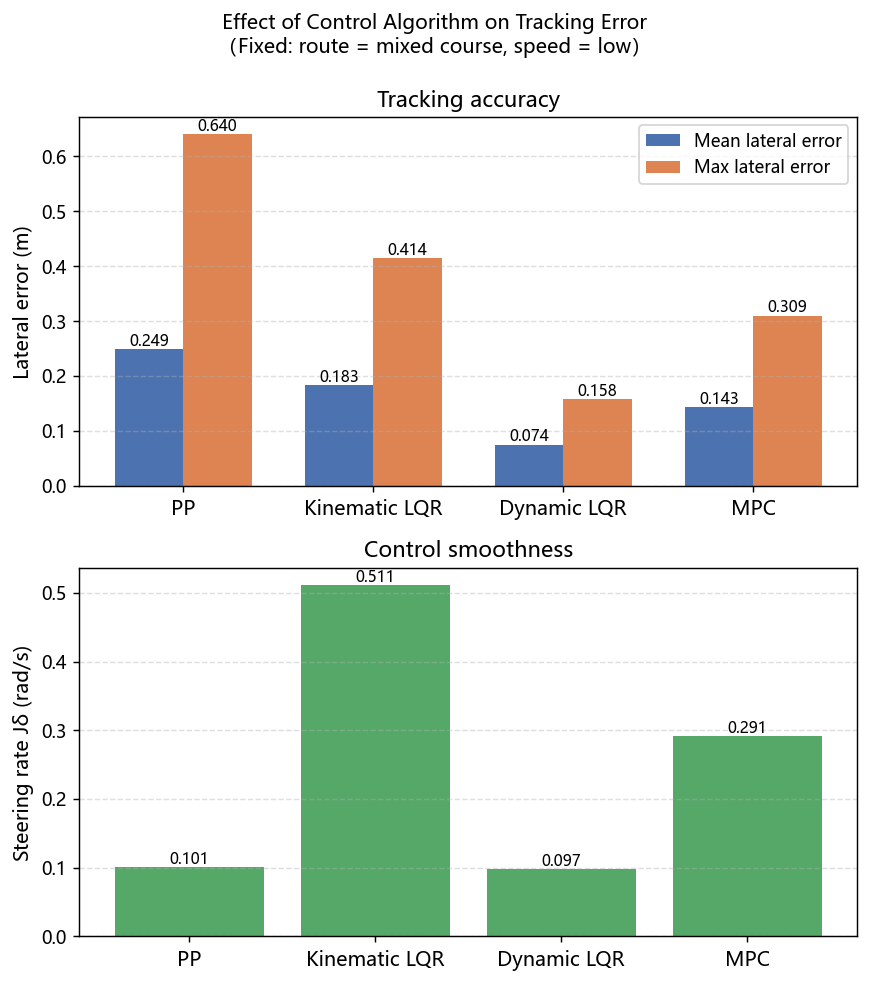 Effect of Control Algorithm on Tracking Error
(Fixed: route = mixed course, speed = low)
Tracking accuracy
Mean lateral error
Max lateral error
Lateral error (m)
0.6
0.5
0.4
0.3
0.2
0.1
0.0
0.249
0.640
0.183
0.414
0.074
0.158
0.143
0.309
PP
Kinematic LQR
Dynamic LQR
MPC
Control smoothness
Steering rate Jδ (rad/s)
0.5
0.4
0.3
0.2
0.1
0.0
0.101
0.511
0.097
0.291
PP
Kinematic LQR
Dynamic LQR
MPC